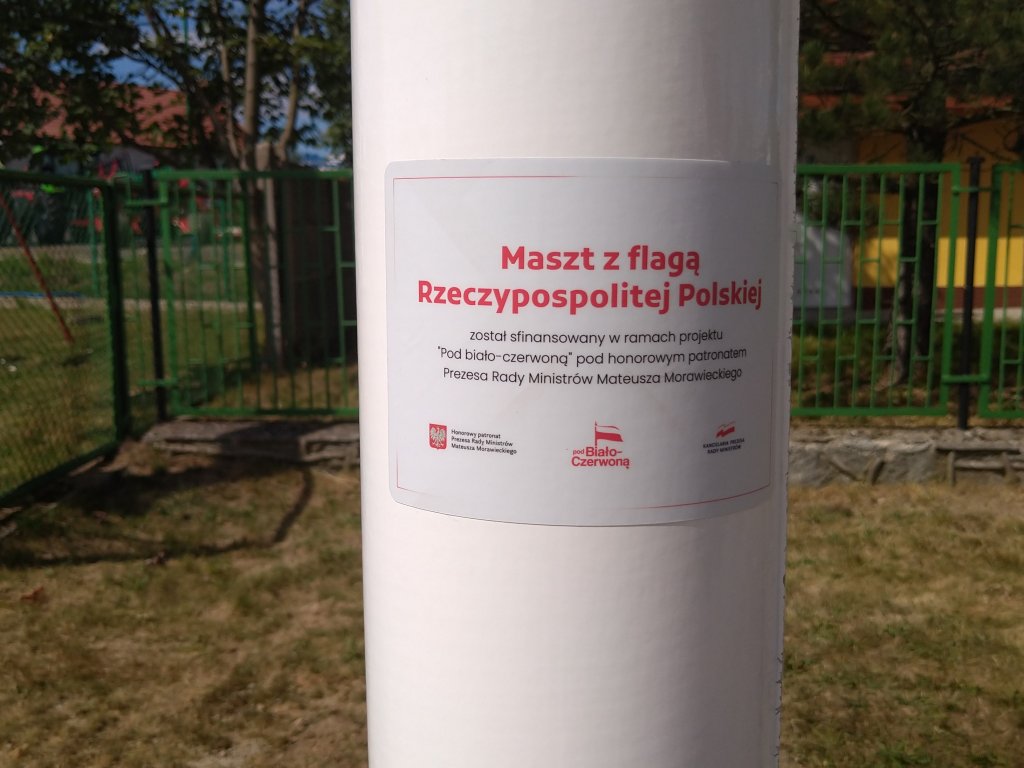 Maszt z flagą
Rzeczypospolitej Polskiej
został sfinansowany w ramach projektu
"Pod biało-czerwoną" pod honorowym patronatem
Prezesa Rady Ministrów Mateusza Morawieckiego
Honorowy patronat
Prezesa Rady Ministrów
Mateusza Morawieckiego
pod Biało-
Czerwoną
KANCELARIA PREZESA
RADY MINISTRÓW